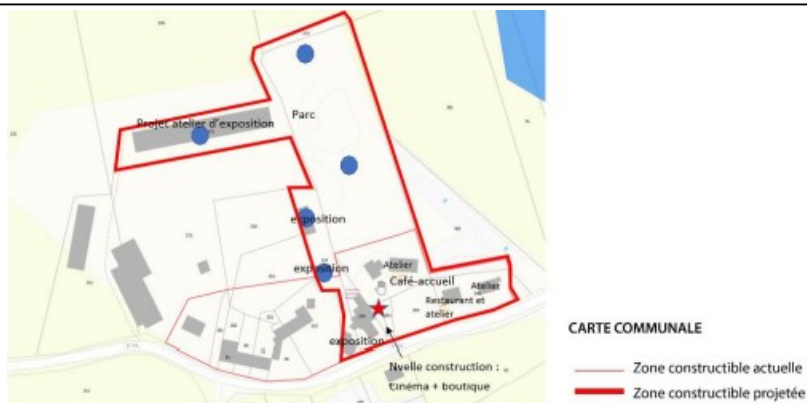 Projet atelier d'exposition
Parc
exposition
exposition
Atelier
Café-accueil
Atelier
Restaurant et
atelier
exposition
Nvelle construction :
cinéma + boutique
CARTE COMMUNALE
Zone constructible actuelle
Zone constructible projetée